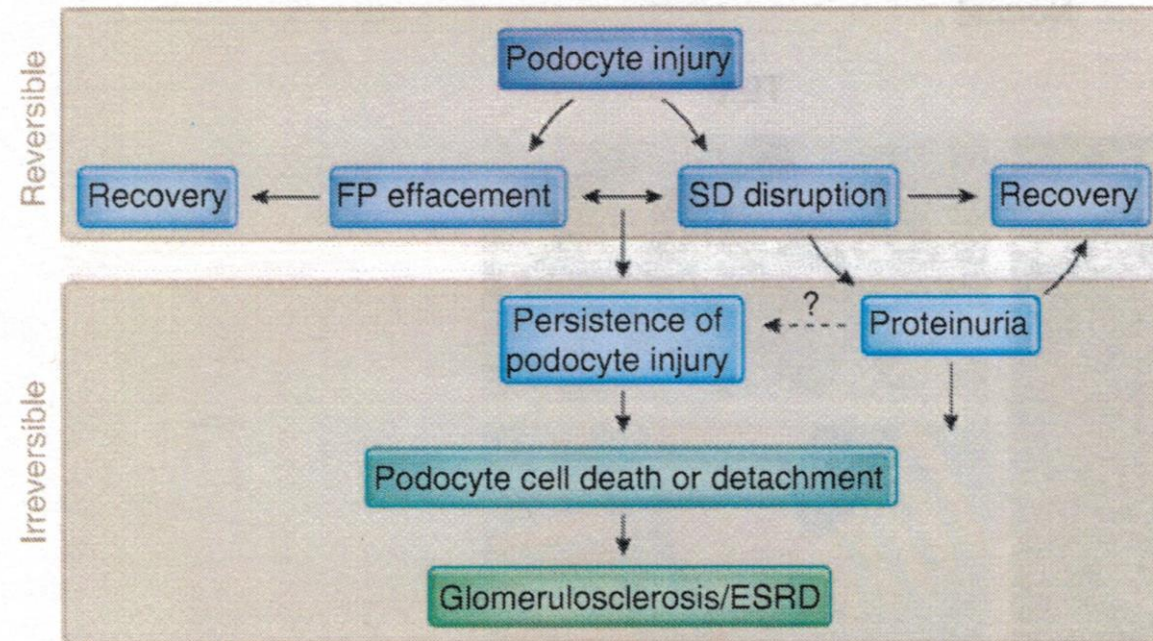 Reversible
Podocyte injury
Recovery
FP effacement
SD disruption
Recovery
Irreversible
Persistence of
podocyte injury
?
Proteinuria
Podocyte cell death or detachment
Glomerulosclerosis/ESRD